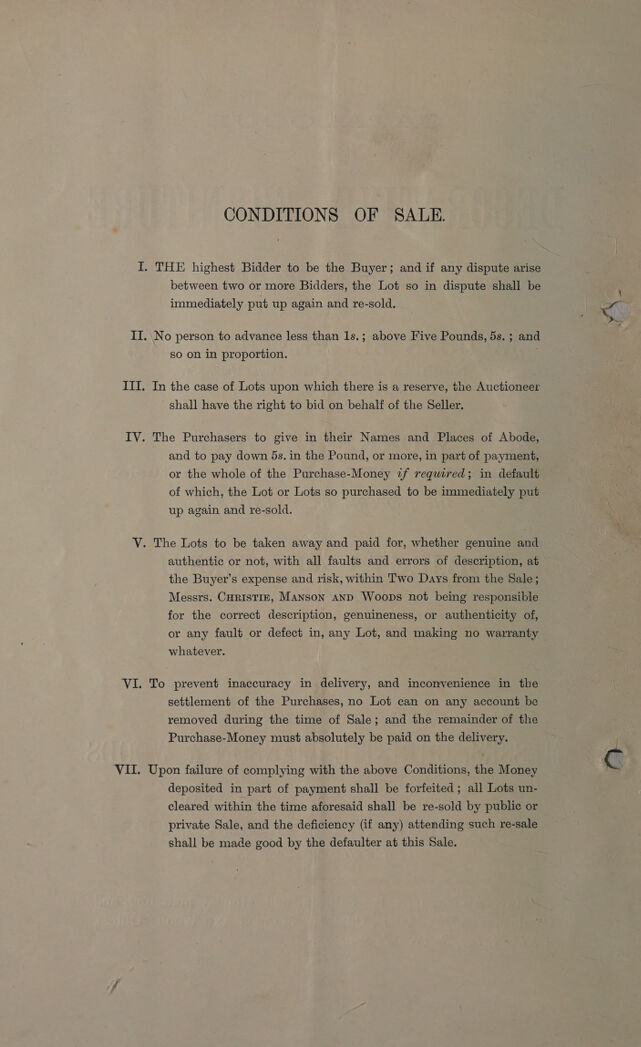 CONDITIONS OF SALE.
I. THE highest Bidder to be the Buyer; and if any dispute arise
between two or more Bidders, the Lot so in dispute shall be
immediately put up again and re-sold.
II. No person to advance less than 1s.; above Five Pounds, 5s.; and
so on in proportion.
III. In the case of Lots upon which there is a reserve, the Auctioneer
shall have the right to bid on behalf of the Seller.
IV. The Purchasers to give in their Names and Places of Abode,
and to pay down 5s. in the Pound, or more, in part of payment,
or the whole of the Purchase-Money if required; in default
of which, the Lot or Lots so purchased to be immediately put
up again and re-sold.
V. The Lots to be taken away and paid for, whether genuine and
authentic or not, with all faults and errors of description, at
the Buyer's expense and risk, within Two Days from the Sale;
Messrs. CHRISTIE, MANSON AND WOODS not being responsible
for the correct description, genuineness, or authenticity of,
or any fault or defect in, any Lot, and making no warranty
whatever.
VI. To prevent inaccuracy in delivery, and inconvenience in the
settlement of the Purchases, no Lot can on any account be
removed during the time of Sale; and the remainder of the
Purchase-Money must absolutely be paid on the delivery.
VII. Upon failure of complying with the above Conditions, the Money
deposited in part of payment shall be forfeited; all Lots un-
cleared within the time aforesaid shall be re-sold by public or
private Sale, and the deficiency (if any) attending such re-sale
shall be made good by the defaulter at this Sale.